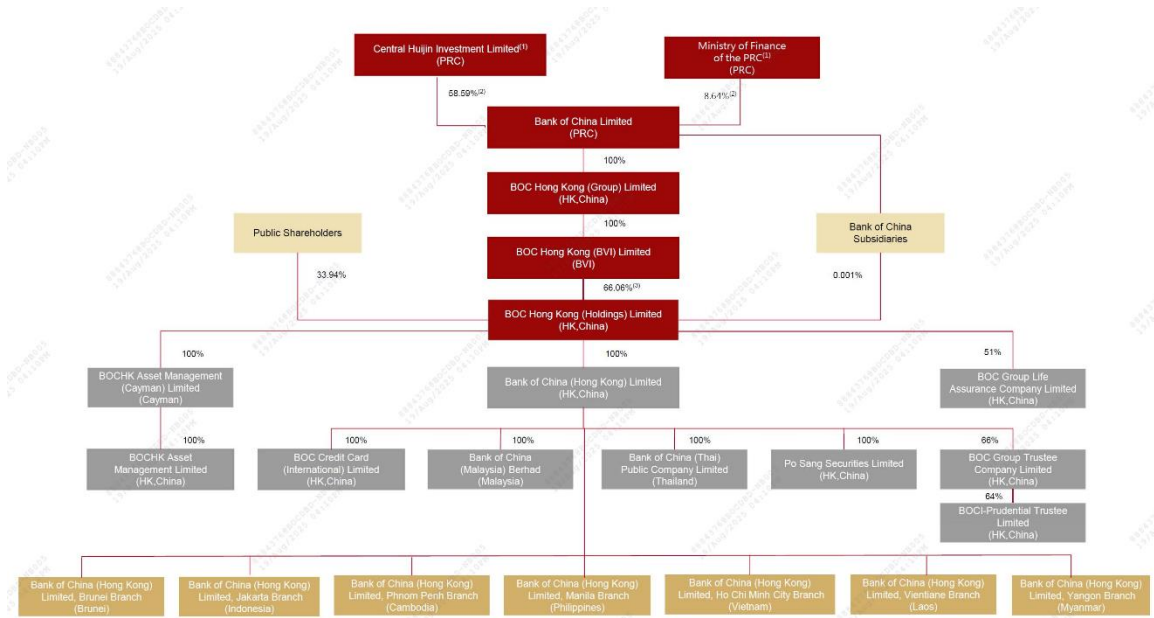 Central Huijin Investment Limited(1)
(PRC)
Ministry of Finance
of the PRC(1)
(PRC)
58.59%(2)
8.64%(2)
Bank of China Limited
(PRC)
100%
BOC Hong Kong (Group) Limited
(HK,China)
100%
Public Shareholders
Bank of China
Subsidiaries
BOC Hong Kong (BVI) Limited
(BVI)
33.94%
66.06%(3)
0.001%
BOC Hong Kong (Holdings) Limited
(HK,China)
100%
100%
51%
BOCHK Asset Management
(Cayman) Limited
(Cayman)
Bank of China (Hong Kong) Limited
(HK,China)
BOC Group Life
Assurance Company Limited
(HK,China)
100%
100%
100%
100%
100%
66%
BOCHK Asset
Management Limited
(HK,China)
BOC Credit Card
(International) Limited
(HK,China)
Bank of China
(Malaysia) Berhad
(Malaysia)
Bank of China (Thai)
Public Company Limited
(Thailand)
Po Sang Securities Limited
(HK,China)
BOC Group Trustee
Company Limited
(HK,China)
64%
BOCI-Prudential Trustee
Limited
(HK,China)
Bank of China (Hong Kong)
Limited, Brunei Branch
(Brunei)
Bank of China (Hong Kong)
Limited, Jakarta Branch
(Indonesia)
Bank of China (Hong Kong)
Limited, Phnom Penh Branch
(Cambodia)
Bank of China (Hong Kong)
Limited, Manila Branch
(Philippines)
Bank of China (Hong Kong)
Limited, Ho Chi Minh City Branch
(Vietnam)
Bank of China (Hong Kong)
Limited, Vientiane Branch
(Laos)
Bank of China (Hong Kong)
Limited, Yangon Branch
(Myanmar)